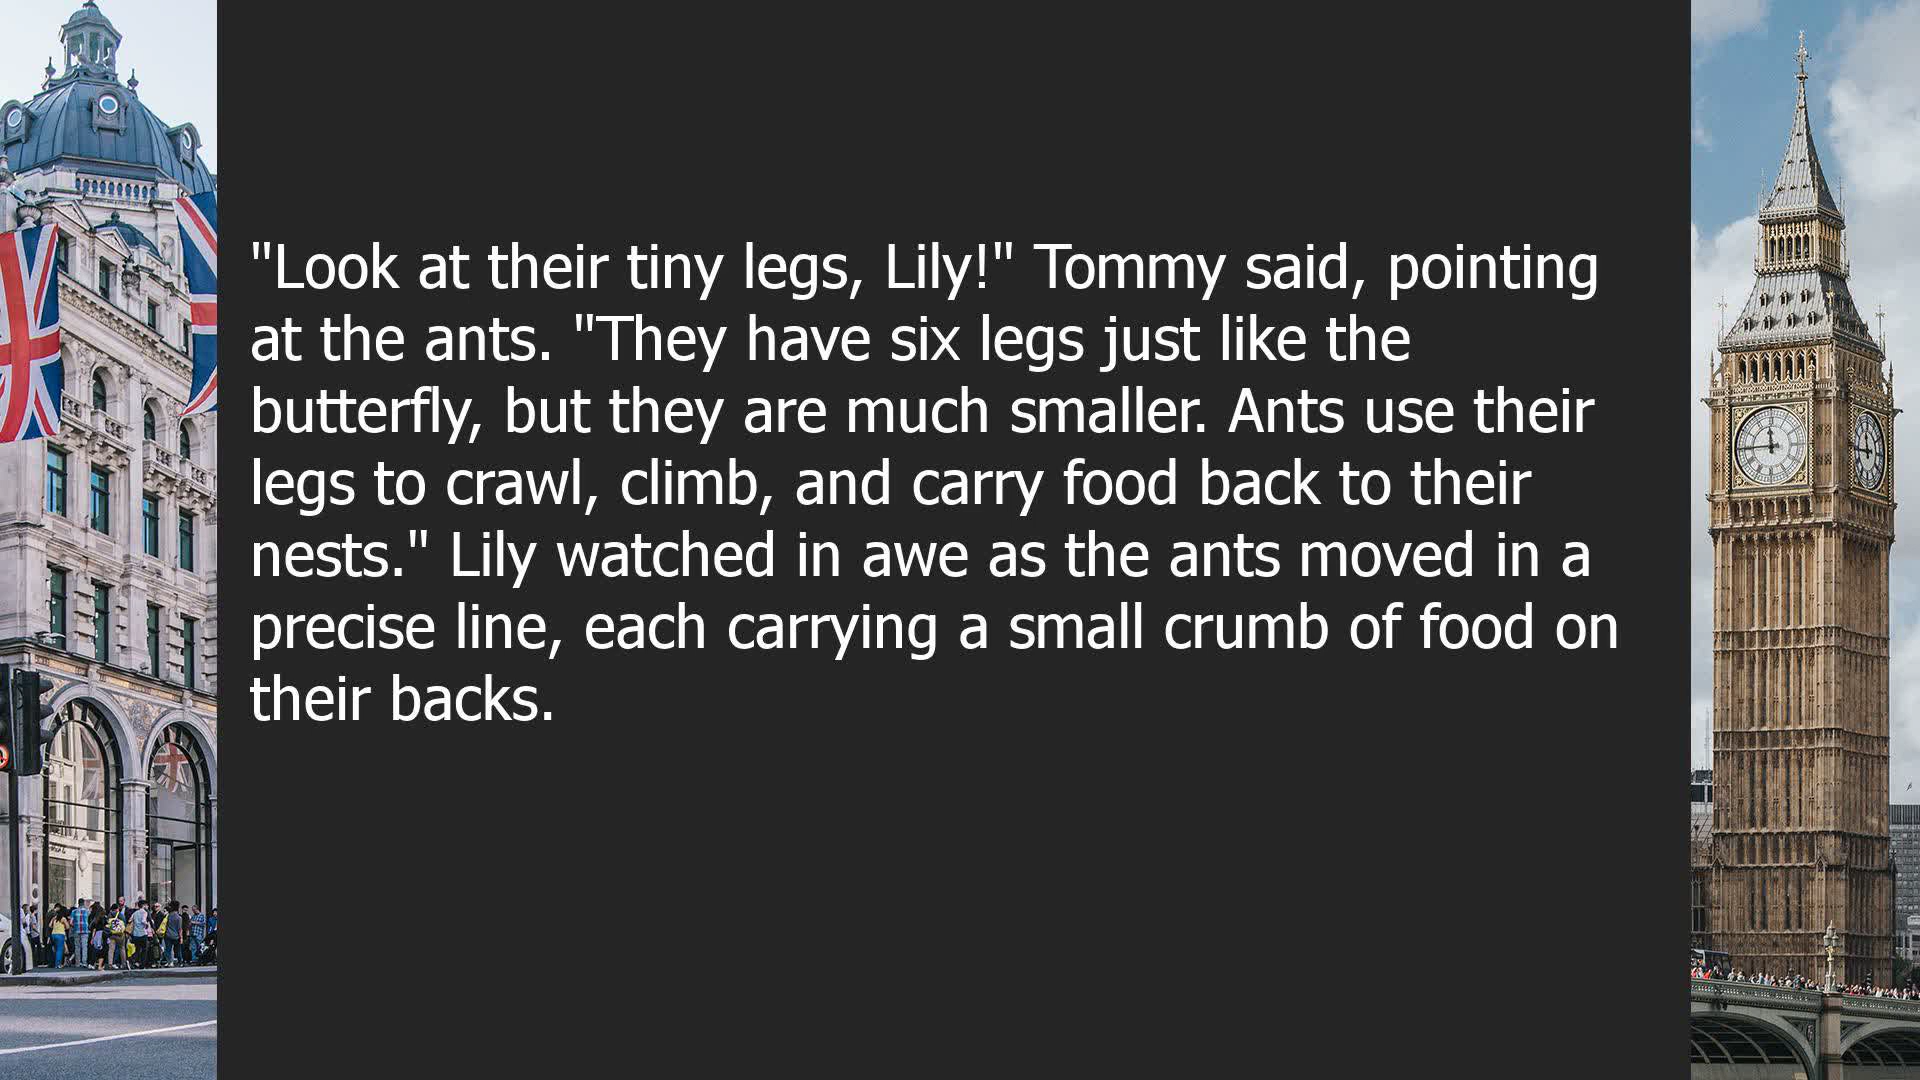 "Look at their tiny legs, Lily!" Tommy said, pointing
at the ants. "They have six legs just like the
butterfly, but they are much smaller. Ants use their
legs to crawl, climb, and carry food back to their
nests." Lily watched in awe as the ants moved in a
precise line, each carrying a small crumb of food on
their backs.